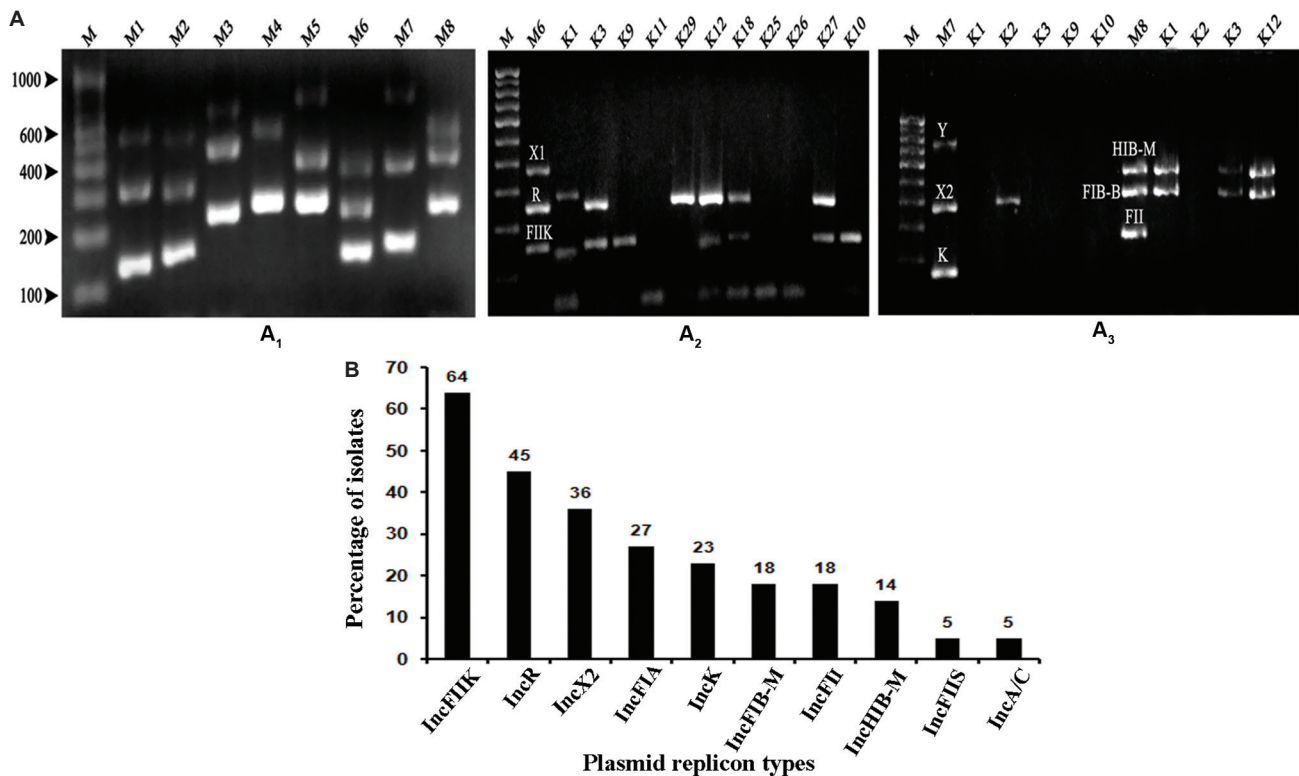 A
M M1 M2 M3 M4 M5 M6 M7 M8
1000
600
400
200
100
A1
M M6 K1 K3 K9 K11 K29 K12 K18 K25 K26 K27 K10
X1
R
FIIK
A2
M M7 K1 K2 K3 K9 K10 M8 K1 K2 K3 K12
Y
X2
K
HIB-M
FIB-B
FII
A3
B
Percentage of isolates
70
60
50
40
30
20
10
0
64 45 36 27 23 18 18 14 5 5
IncFIIK IncR IncX2 IncFIA IncK IncFIB-M IncFII IncHIB-M IncFIIS IncA/C
Plasmid replicon types